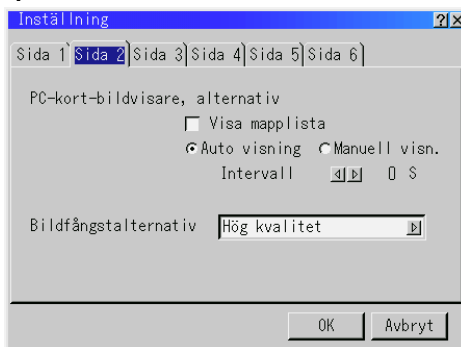 Inställning
Sida 1 Sida 2 Sida 3 Sida 4 Sida 5 Sida 6
PC-kort-bildvisare, alternativ
Visa mapplista
Auto visning Manuell visn.
Intervall 0 S
Bildfångstalternativ Hög kvalitet
OK Avbryt